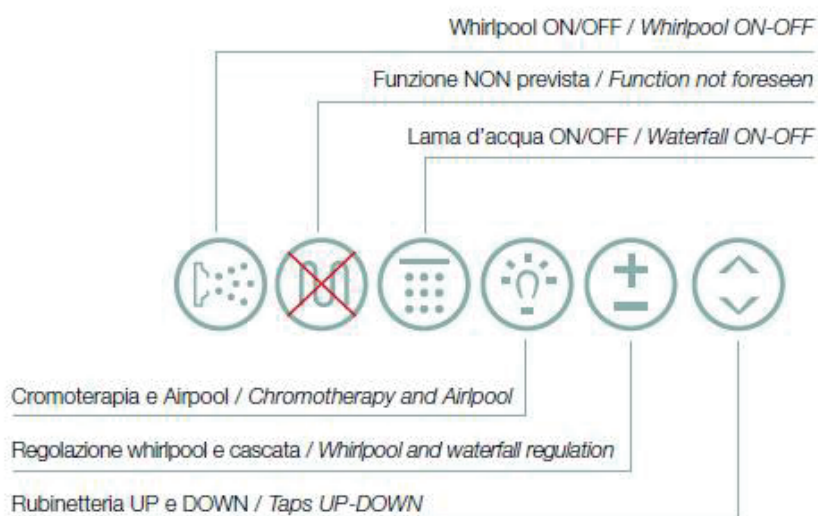 Whirlpool ON/OFF / Whirlpool ON-OFF
Funzione NON prevista / Function not foreseen
Lama d'acqua ON/OFF / Waterfall ON-OFF
Cromoterapia e Airpool / Chromotherapy and Airlpool
Regolazione whirlpool e cascata / Whirlpool and waterfall regulation
Rubinetteria UP e DOWN / Taps UP-DOWN